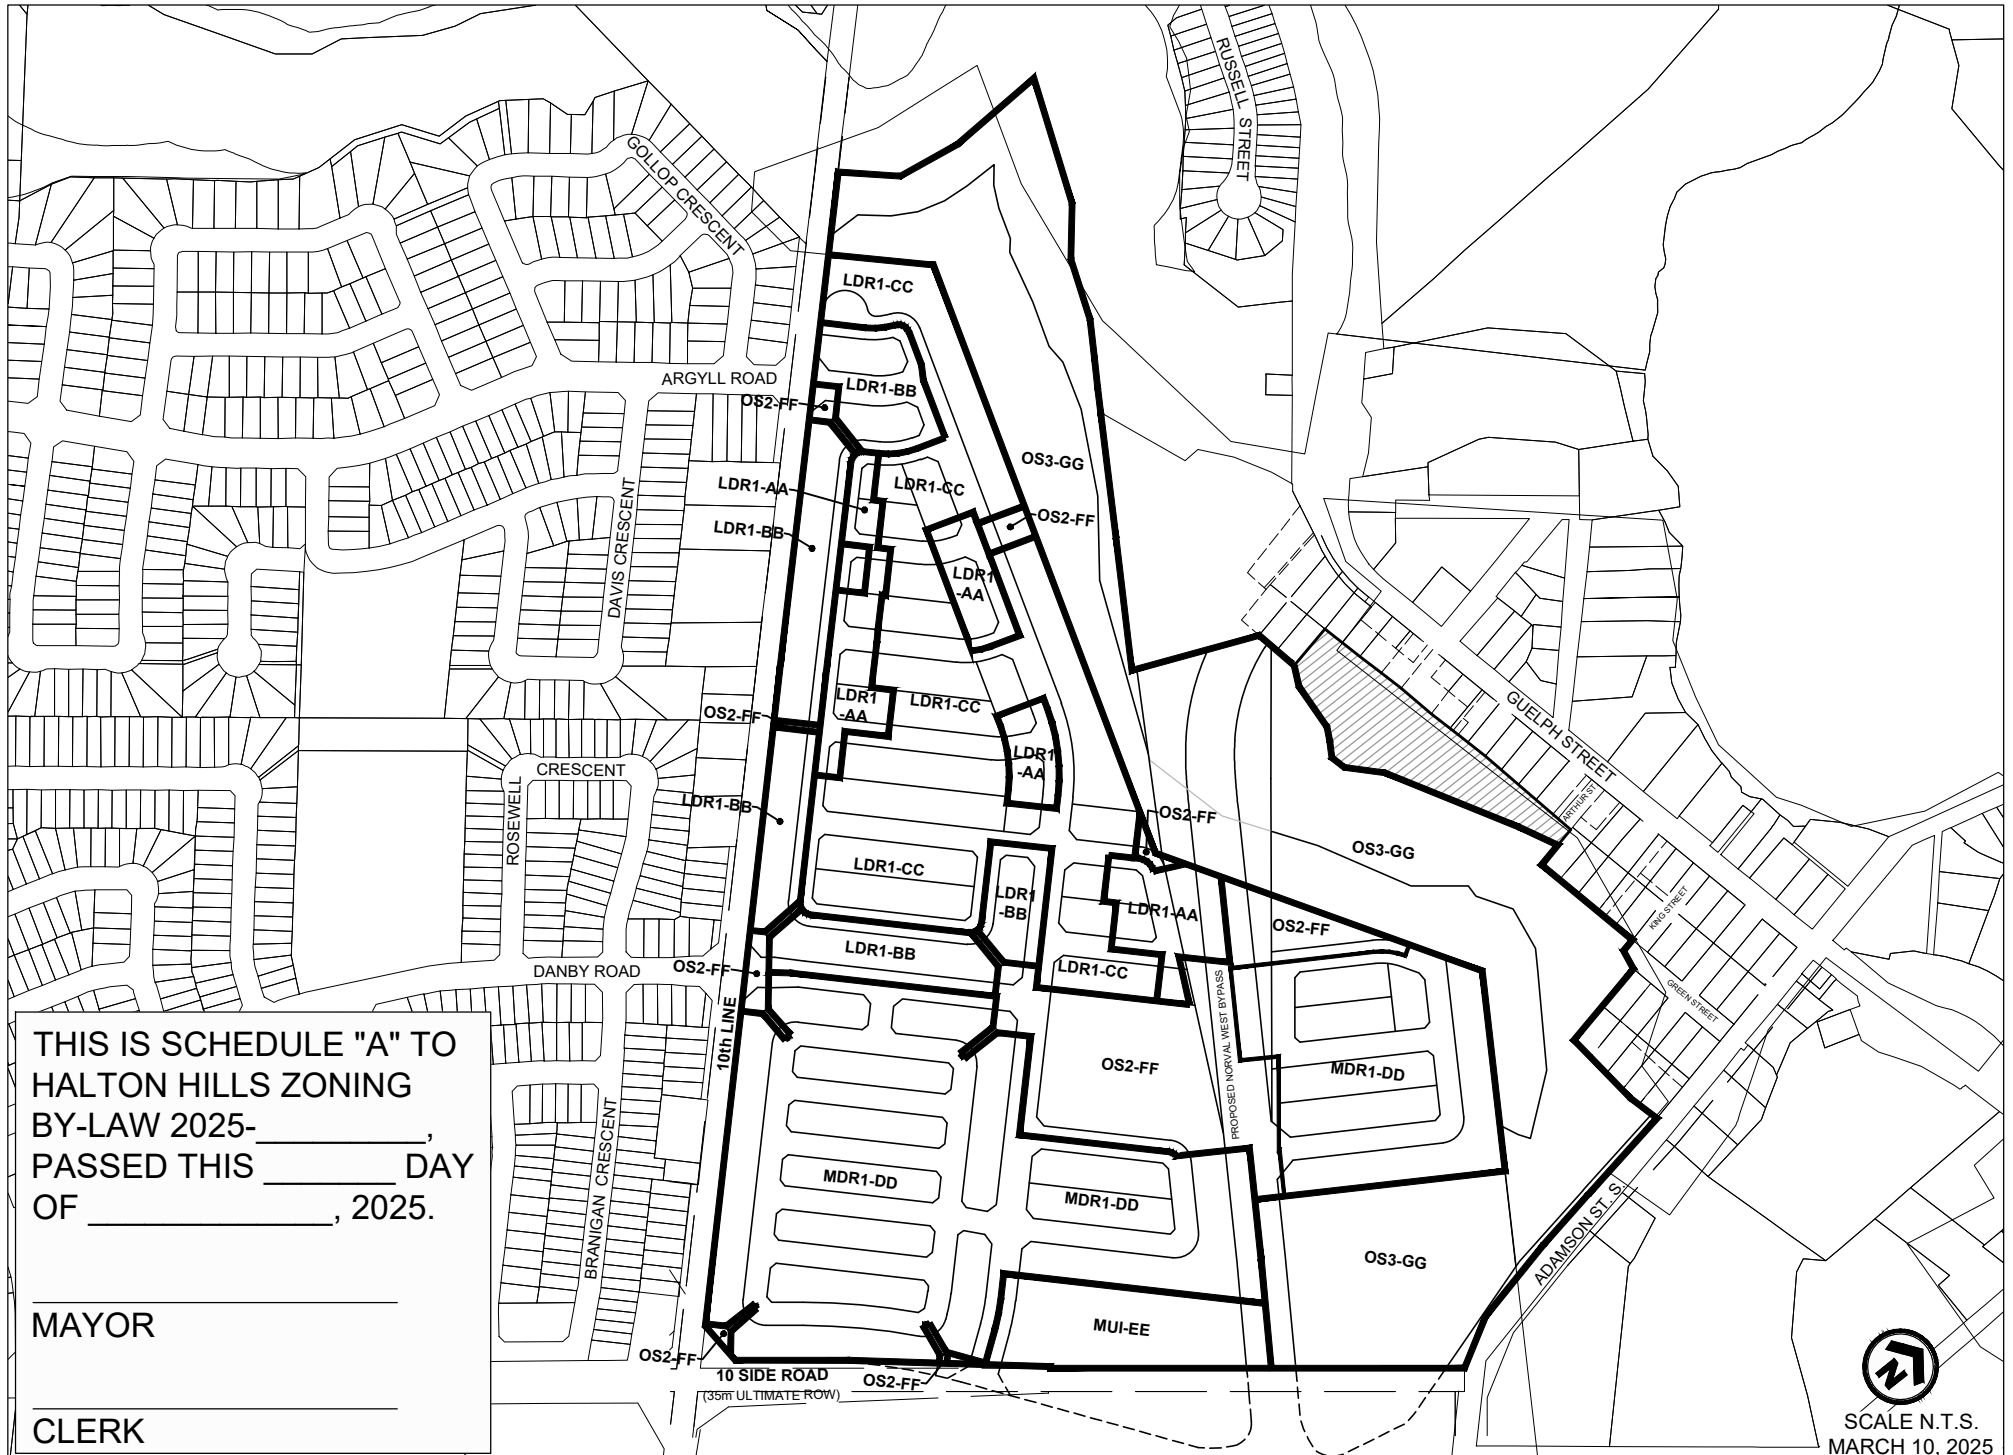 RUSSELL STREET
GOLLOP CRESCENT
LDR1-CC
ARGYLL ROAD
LDR1-BB
OS2-FF
OS3-GG
LDR1-AA
LDR1-CC
OS2-FF
LDR1-BB
DAVIS CRESCENT
LDR1
-AA
LDR1
-AA
LDR1-CC
OS2-FF
GUELPH STREET
LDR1
-AA
CRESCENT
ROSEWELL
LDR1-BB
ARTHUR ST.
OS2-FF
OS3-GG
LDR1-CC
LDR1
-BB
LDR1-AA
KING STREET
OS2-FF
LDR1-BB
DANBY ROAD
OS2-FF
LDR1-CC
GREEN STREET
10th LINE
PROPOSED NORVAL WEST BYPASS
OS2-FF
MDR1-DD
BRANIGAN CRESCENT
MDR1-DD
MDR1-DD
ADAMSON ST. S.
OS3-GG
MUI-EE
OS2-FF
10 SIDE ROAD
(35m ULTIMATE ROW)
OS2-FF
THIS IS SCHEDULE "A" TO
HALTON HILLS ZONING
BY-LAW 2025-_________,
PASSED THIS _______ DAY
OF _____________, 2025.
MAYOR
CLERK
N
SCALE N.T.S.
MARCH 10, 2025